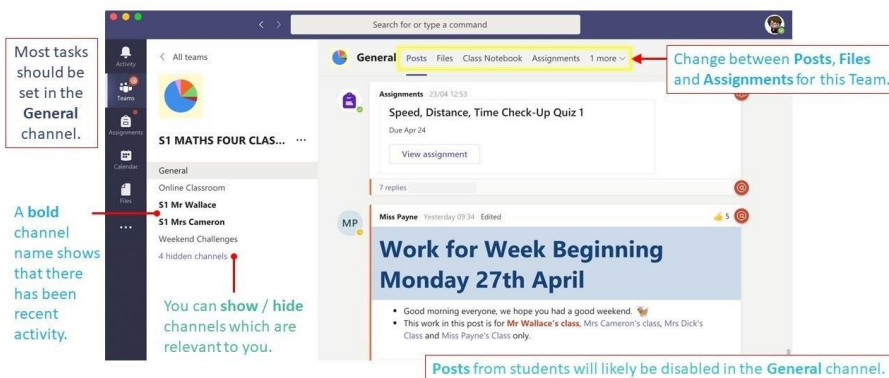 Search for or type a command
Most tasks
should be
set in the
General
channel.
A bold
channel
name shows
that there
has been
recent
activity.
Activity
Teams
Assignments
Calendar
Files
All teams
S1 MATHS FOUR CLAS... ...
General
Online Classroom
S1 Mr Wallace
S1 Mrs Cameron
Weekend Challenges
4 hidden channels
You can show / hide
channels which are
relevant to you.
General Posts Files Class Notebook Assignments 1 more
Change between Posts, Files
and Assignments for this Team.
Assignments 23/04 12:53
Speed, Distance, Time Check-Up Quiz 1
Due Apr 24
View assignment
7 replies
MP
Miss Payne Yesterday 09:34 Edited
5
Work for Week Beginning
Monday 27th April
• Good morning everyone, we hope you had a good weekend.
• This work in this post is for Mr Wallace's class, Mrs Cameron's class, Mrs Dick's
Class and Miss Payne's Class only.
Posts from students will likely be disabled in the General channel.